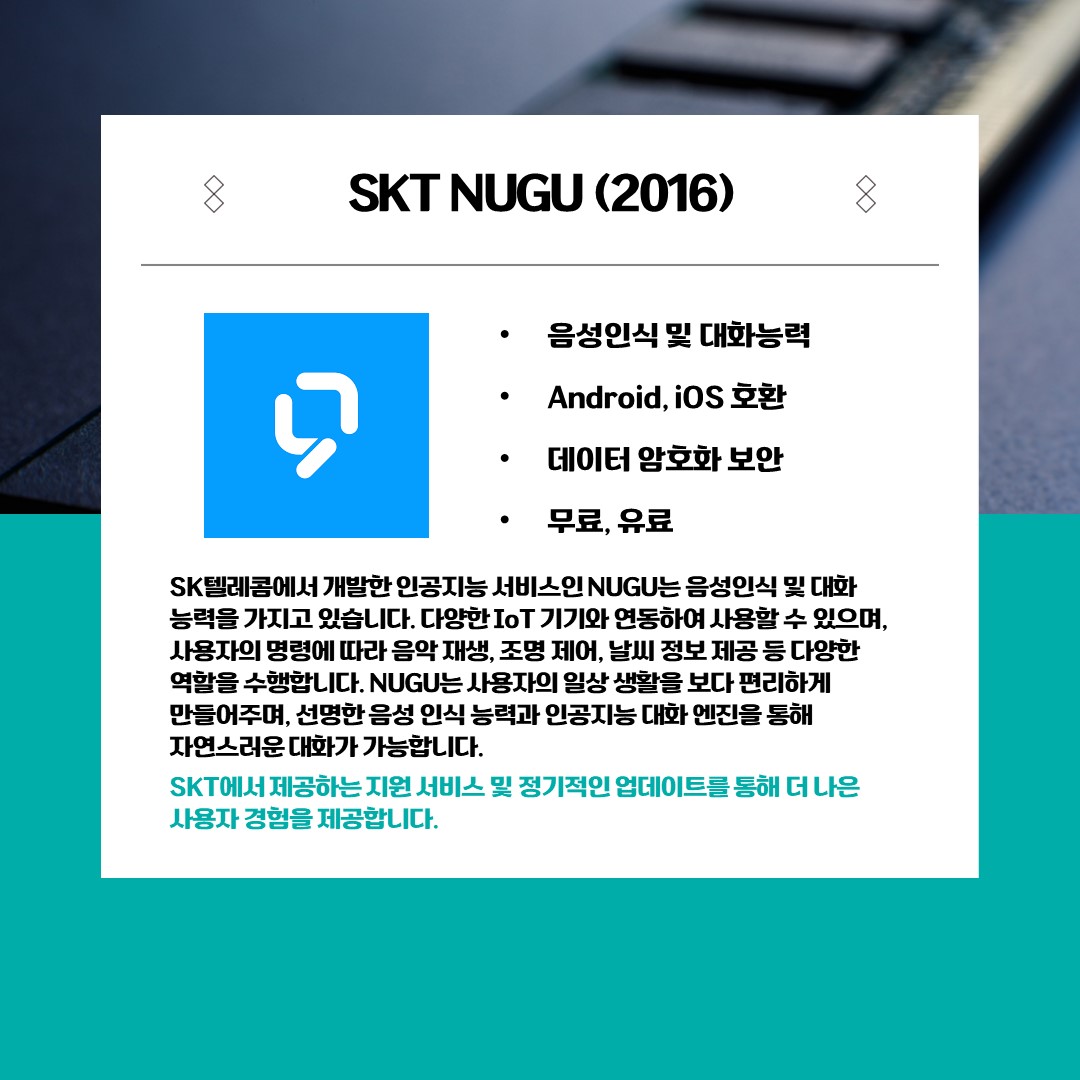 SKT NUGU (2016)
• 음성인식 및 대화능력
• Android, iOS 호환
• 데이터 암호화 보안
• 무료, 유료
SK텔레콤에서 개발한 인공지능 서비스인 NUGU는 음성인식 및 대화
능력을 가지고 있습니다. 다양한 IoT 기기와 연동하여 사용할 수 있으며,
사용자의 명령에 따라 음악 재생, 조명 제어, 날씨 정보 제공 등 다양한
역할을 수행합니다. NUGU는 사용자의 일상 생활을 보다 편리하게
만들어주며, 선명한 음성 인식 능력과 인공지능 대화 엔진을 통해
자연스러운 대화가 가능합니다.
SKT에서 제공하는 지원 서비스 및 정기적인 업데이트를 통해 더 나은
사용자 경험을 제공합니다.